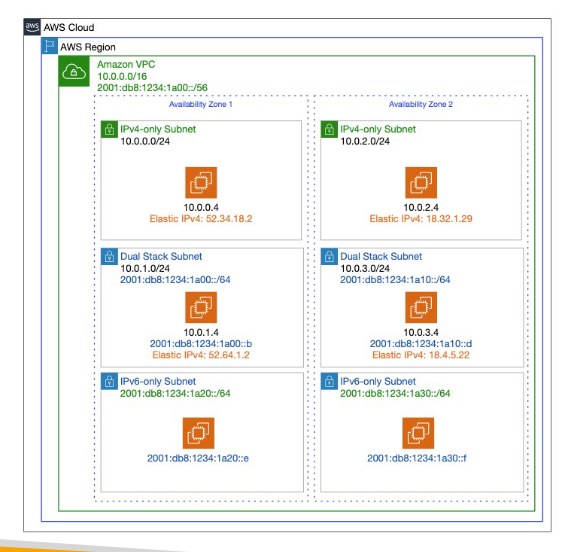 aws AWS Cloud
AWS Region
Amazon VPC
10.0.0.0/16
2001:db8:1234:1a00::/56
Availability Zone 1
IPv4-only Subnet
10.0.0.0/24
10.0.0.4
Elastic IPv4: 52.34.18.2
Dual Stack Subnet
10.0.1.0/24
2001:db8:1234:1a00::/64
10.0.1.4
2001:db8:1234:1a00::b
Elastic IPv4: 52.64.1.2
IPv6-only Subnet
2001:db8:1234:1a20::/64
2001:db8:1234:1a20::e
Availability Zone 2
IPv4-only Subnet
10.0.2.0/24
10.0.2.4
Elastic IPv4: 18.32.1.29
Dual Stack Subnet
10.0.3.0/24
2001:db8:1234:1a10::/64
10.0.3.4
2001:db8:1234:1a10::d
Elastic IPv4: 18.4.5.22
IPv6-only Subnet
2001:db8:1234:1a30::/64
2001:db8:1234:1a30::f